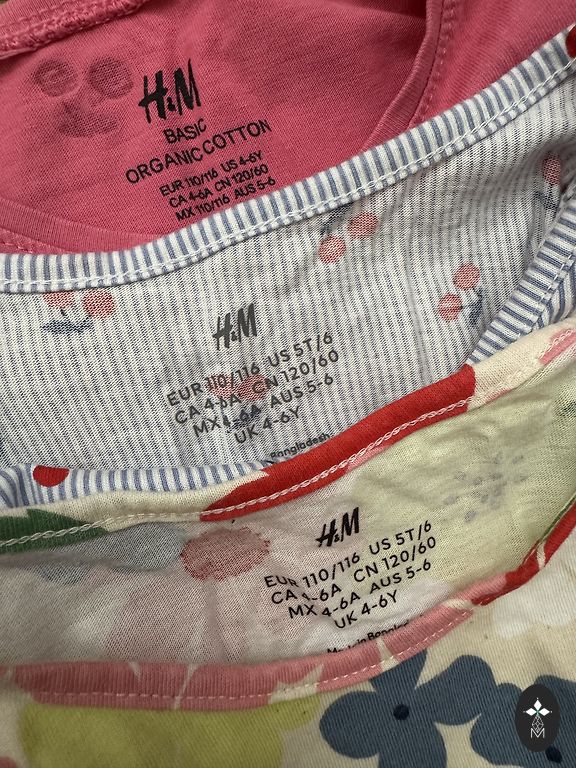 H&M
BASIC
ORGANIC COTTON
EUR 110/116 US 4-6Y
CA 4-6A CN 120/60
MX 110/116 AUS 5-6
H&M
EUR 110/116 US 5T/6
CA 4-6A CN 120/60
MX 4-6A AUS 5-6
UK 4-6Y
Bangladesh
H&M
EUR 110/116 US 5T/6
CA 4-6A CN 120/60
MX 4-6A AUS 5-6
UK 4-6Y
Made in
M